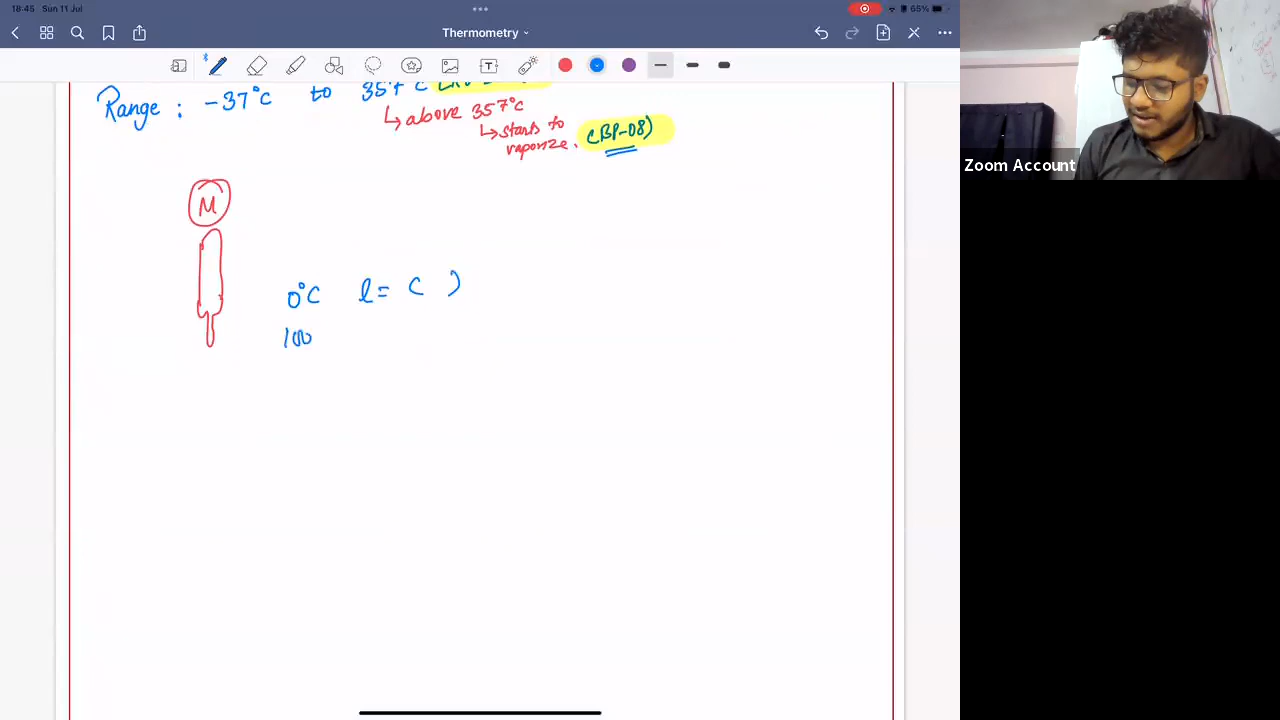 18:45 Sun 11 Jul
65%
Thermometry
T
Range : -37°C to 357°C
↳ above 357°C
↳ starts to
vaporize. (BP-08)
M
0°C l = ( )
100
Zoom Account